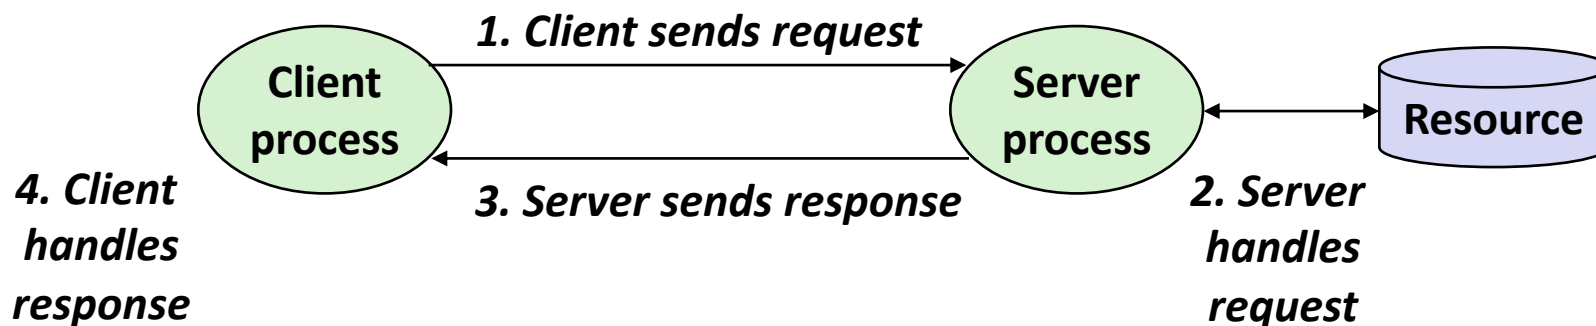 1. Client sends request
Client
process
Server
process
Resource
3. Server sends response
4. Client
handles
response
2. Server
handles
request